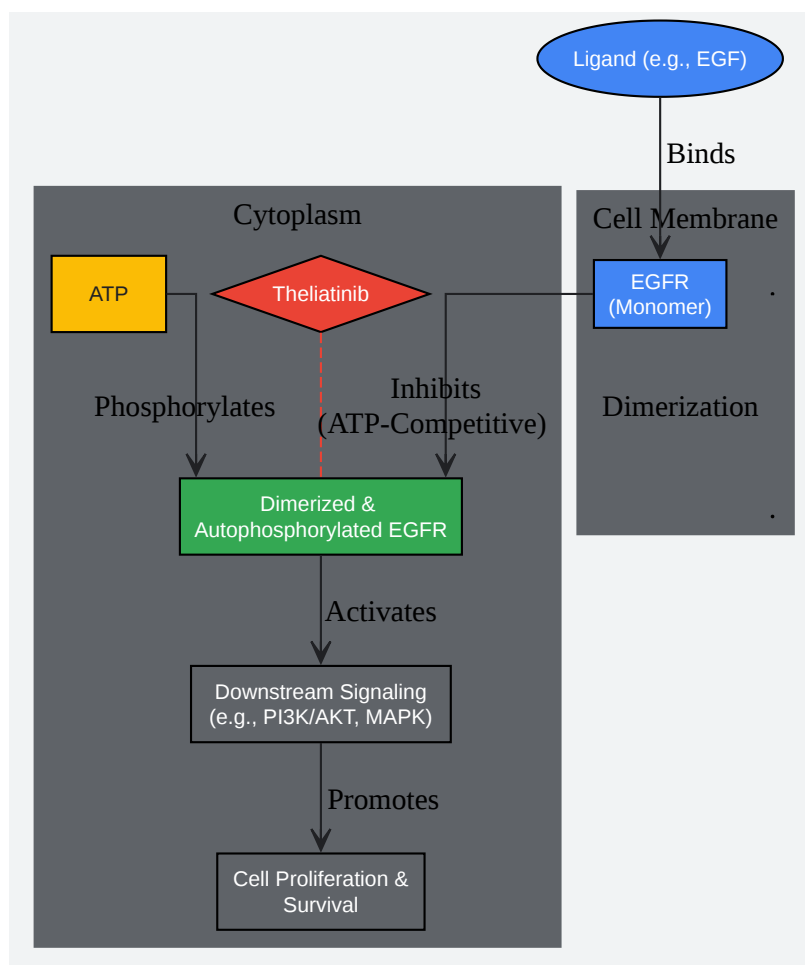 Ligand (e.g., EGF)
Binds
Cytoplasm
Cell Membrane
ATP
Theliatinib
EGFR
(Monomer)
.
Phosphorylates
Inhibits
(ATP-Competitive)
Dimerization
Dimerized &
Autophosphorylated EGFR
.
Activates
Downstream Signaling
(e.g., PI3K/AKT, MAPK)
Promotes
Cell Proliferation &
Survival